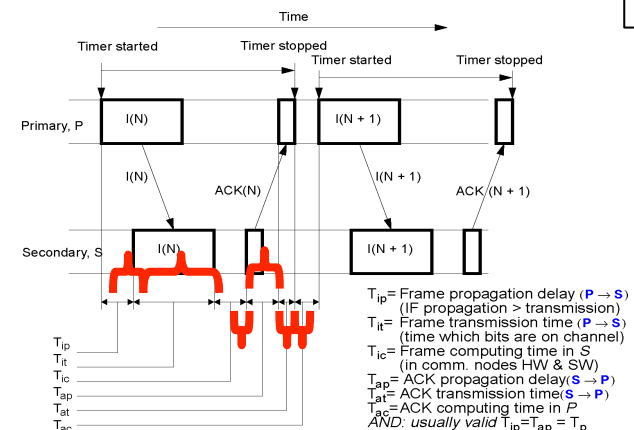 Time
Timer started
Timer stopped
Timer started
Timer stopped
Primary, P
I(N)
I(N + 1)
I(N)
ACK(N)
I(N + 1)
ACK (N + 1)
Secondary, S
I(N)
I(N + 1)
Tip
Tit
Tic
Tap
Tat
Tac
Tip= Frame propagation delay (P → S)
(IF propagation > transmission)
Tit= Frame transmission time (P → S)
(time which bits are on channel)
Tic= Frame computing time in S
(in comm. nodes HW & SW)
Tap= ACK propagation delay(S → P)
Tat= ACK transmission time(S → P)
Tac=ACK computing time in P
AND: usually valid Tip=Tap = Tp